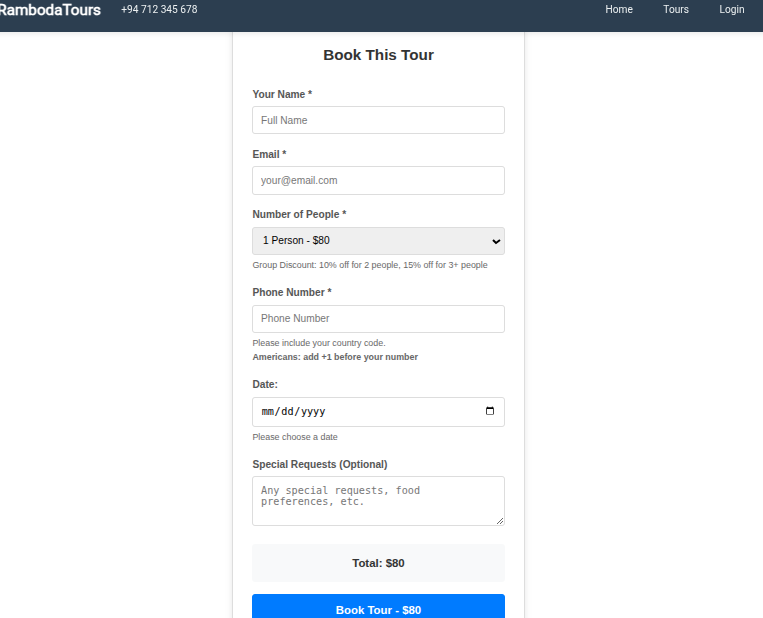 RambodaTours +94 712 345 678 Home Tours Login
Book This Tour
Your Name *
Full Name
Email *
your@email.com
Number of People *
1 Person - $80
Group Discount: 10% off for 2 people, 15% off for 3+ people
Phone Number *
Phone Number
Please include your country code.
Americans: add +1 before your number
Date:
mm/dd/yyyy
Please choose a date
Special Requests (Optional)
Any special requests, food
preferences, etc.
Total: $80
Book Tour - $80